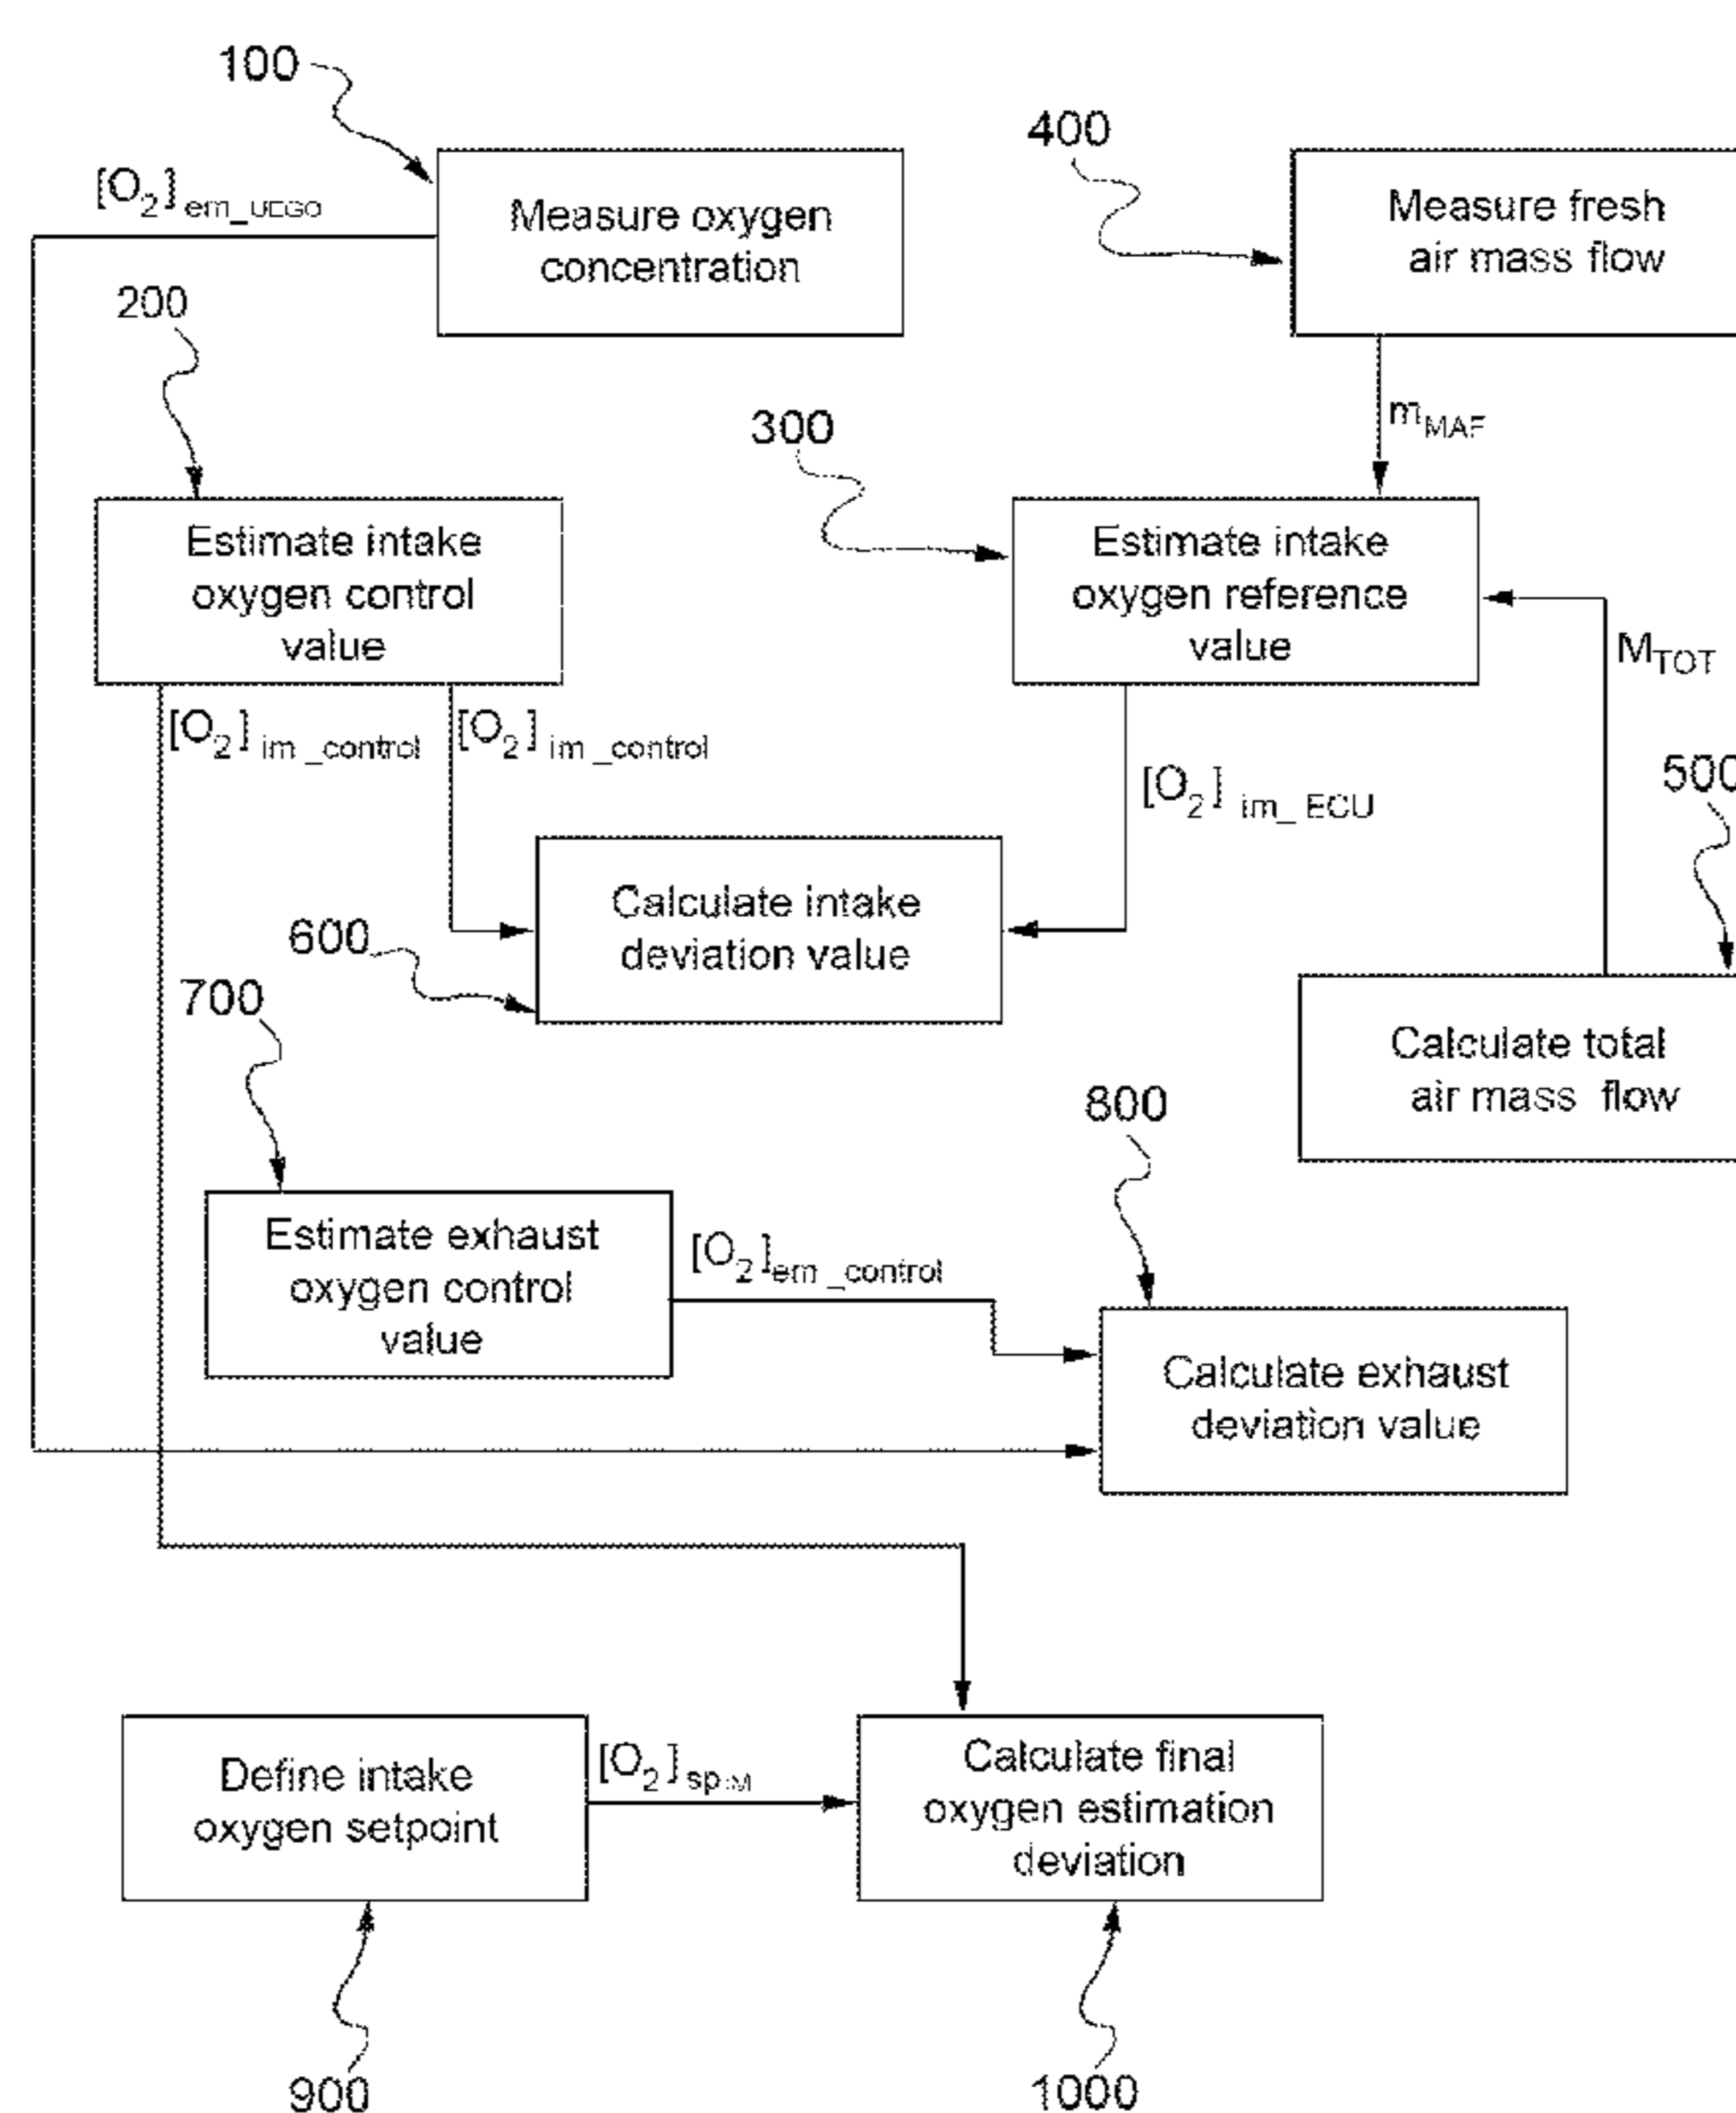 100
[O2]em_UEGO
Measure oxygen
concentration
400
Measure fresh
air mass flow
200
mMAF
300
Estimate intake
oxygen control
value
Estimate intake
oxygen reference
value
MTOT
[O2] im_control
[O2] im_control
[O2] im_ECU
500
Calculate intake
deviation value
600
700
Calculate total
air mass flow
800
Estimate exhaust
oxygen control
value
[O2]em_control
Calculate exhaust
deviation value
Define intake
oxygen setpoint
[O2]spIM
Calculate final
oxygen estimation
deviation
900
1000